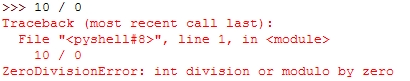 >>> 10 / 0
Traceback (most recent call last):
  File "<pyshell#8>", line 1, in <module>
    10 / 0
ZeroDivisionError: int division or modulo by zero